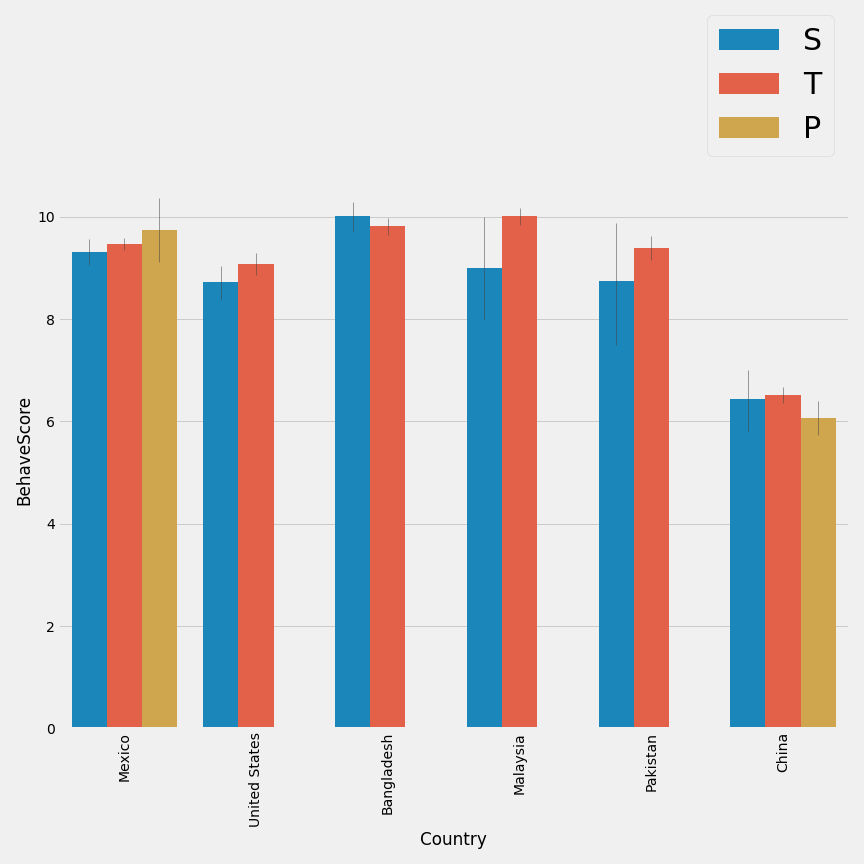 S
T
P
10
8
6
4
2
0
BehaveScore
Mexico
United States
Bangladesh
Malaysia
Pakistan
China
Country